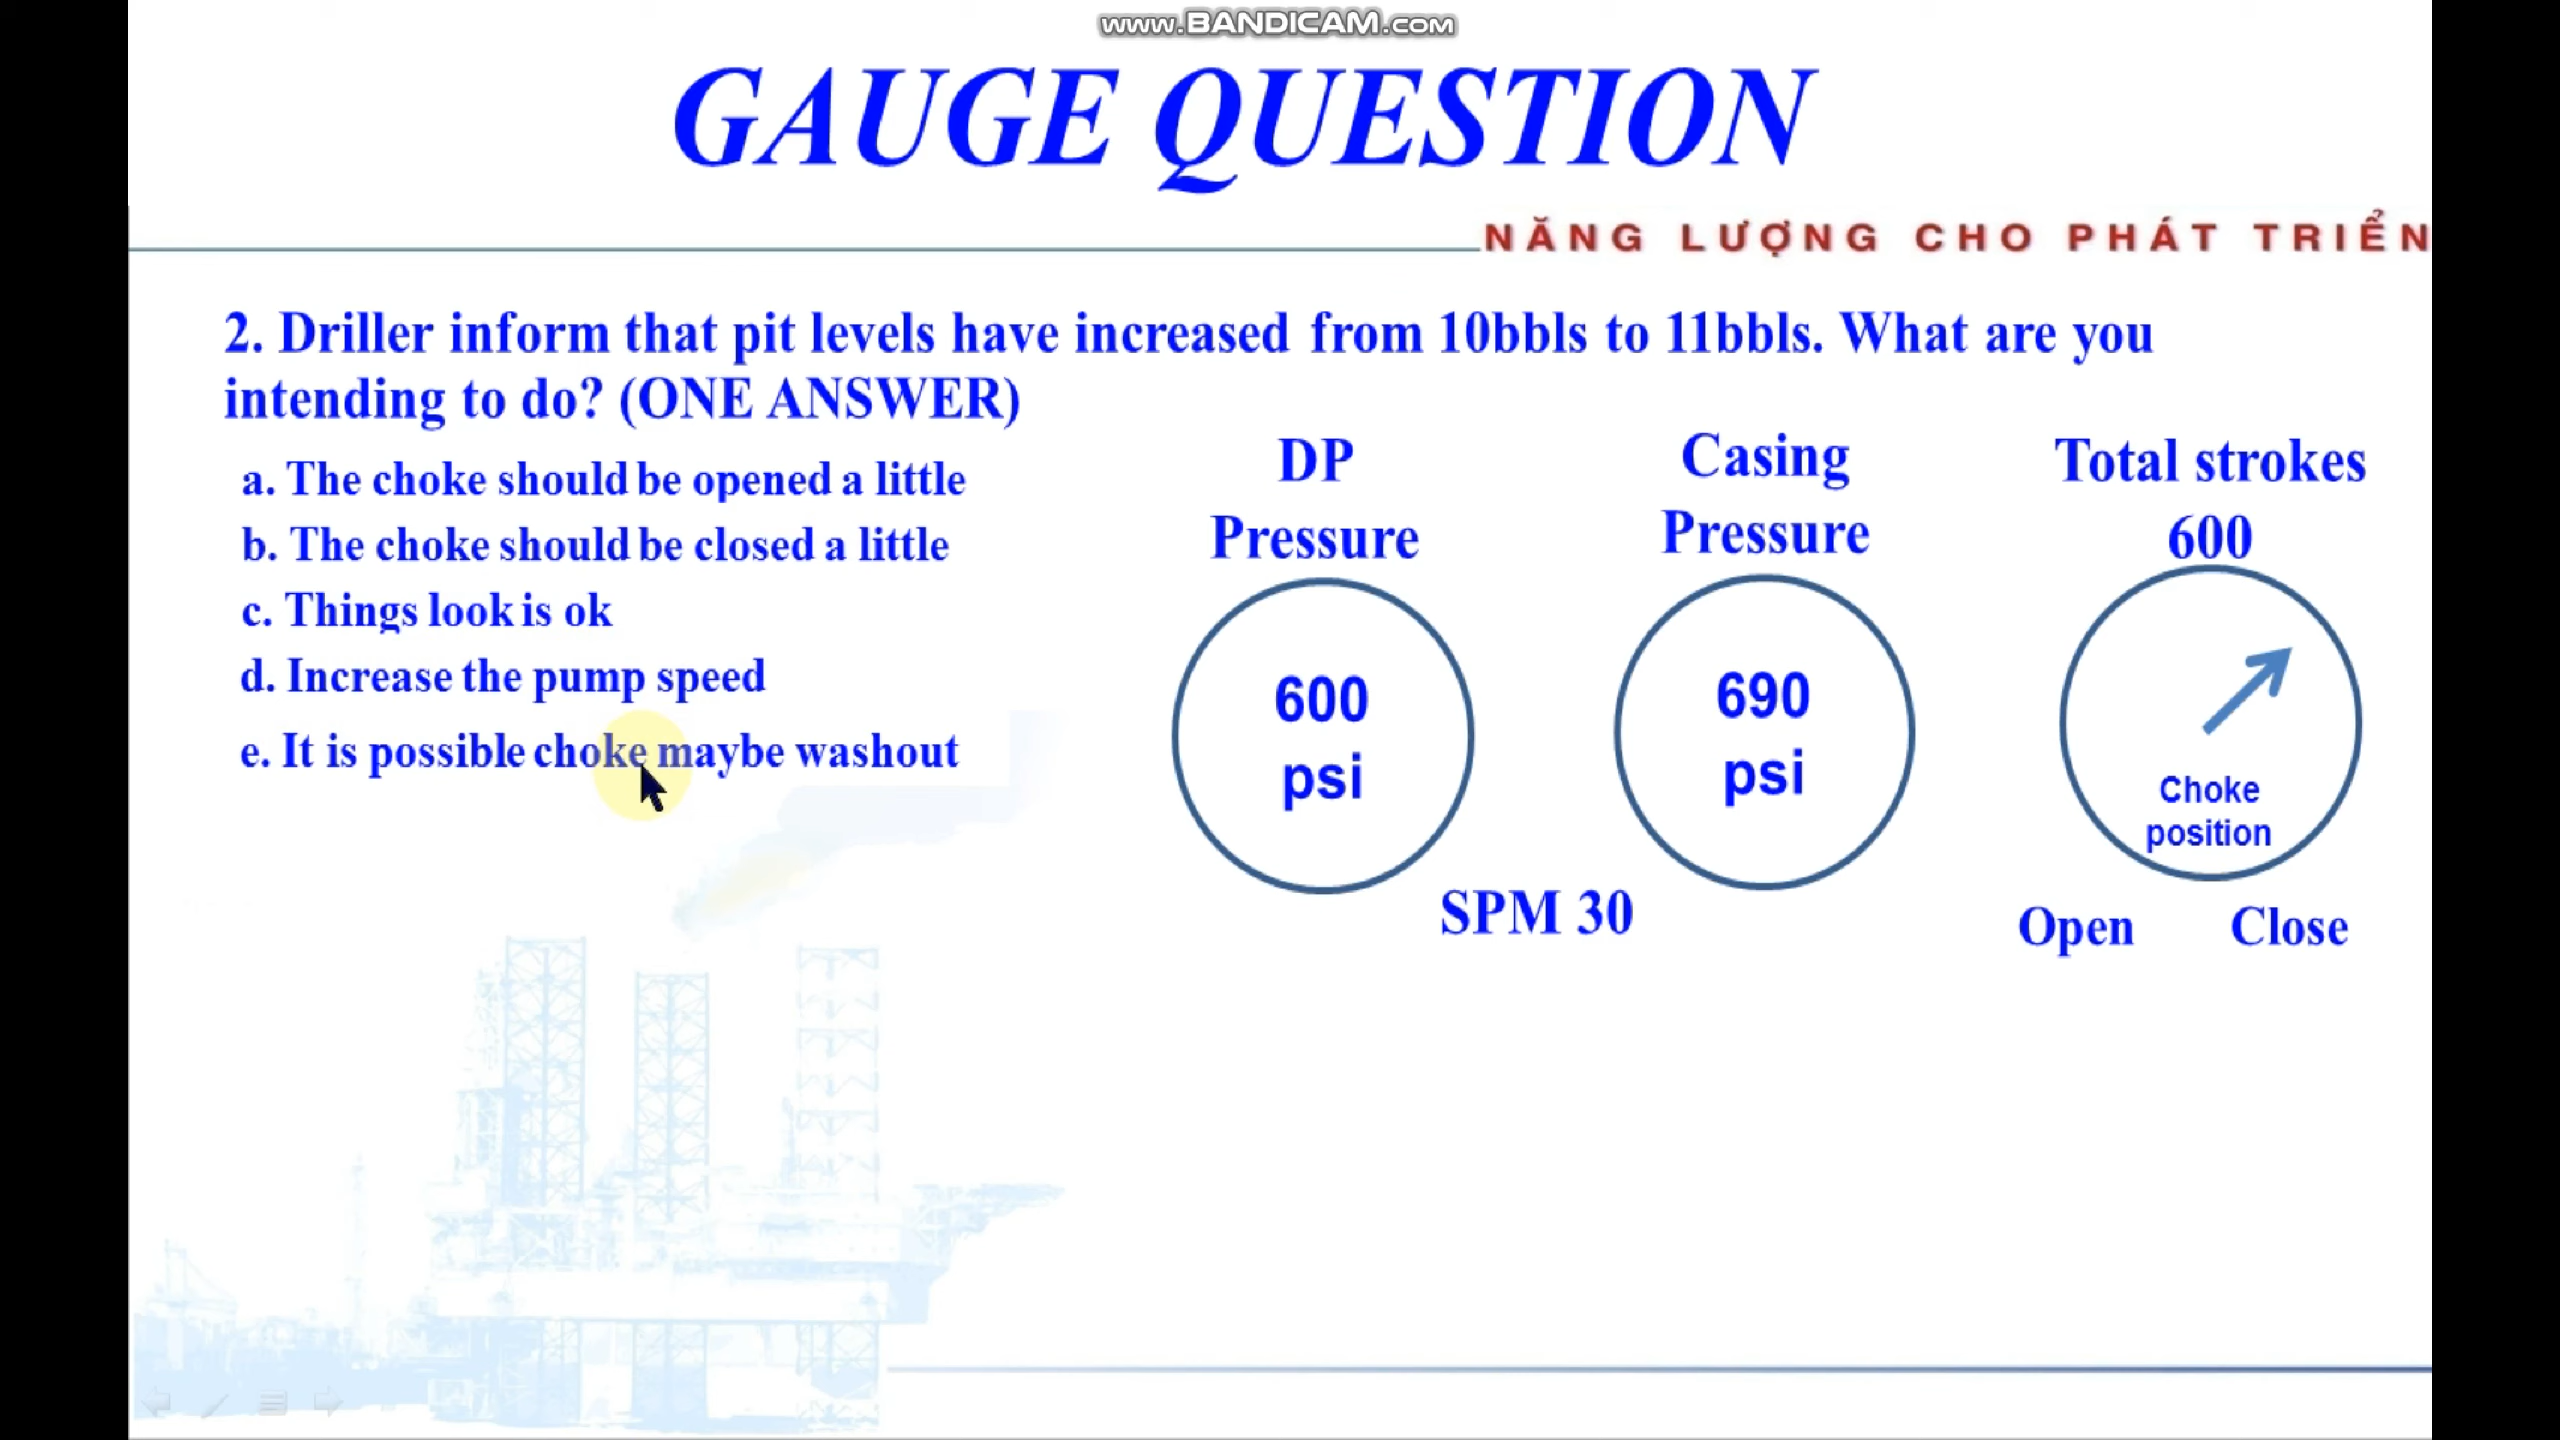 www.BANDICAM.com
GAUGE QUESTION
NĂNG LƯỢNG CHO PHÁT TRIỂN
2. Driller inform that pit levels have increased from 10bbls to 11bbls. What are you
intending to do? (ONE ANSWER)
a. The choke should be opened a little
b. The choke should be closed a little
c. Things look is ok
d. Increase the pump speed
e. It is possible choke maybe washout
DP
Pressure
600
psi
Casing
Pressure
690
psi
SPM 30
Total strokes
600
Choke
position
Open Close